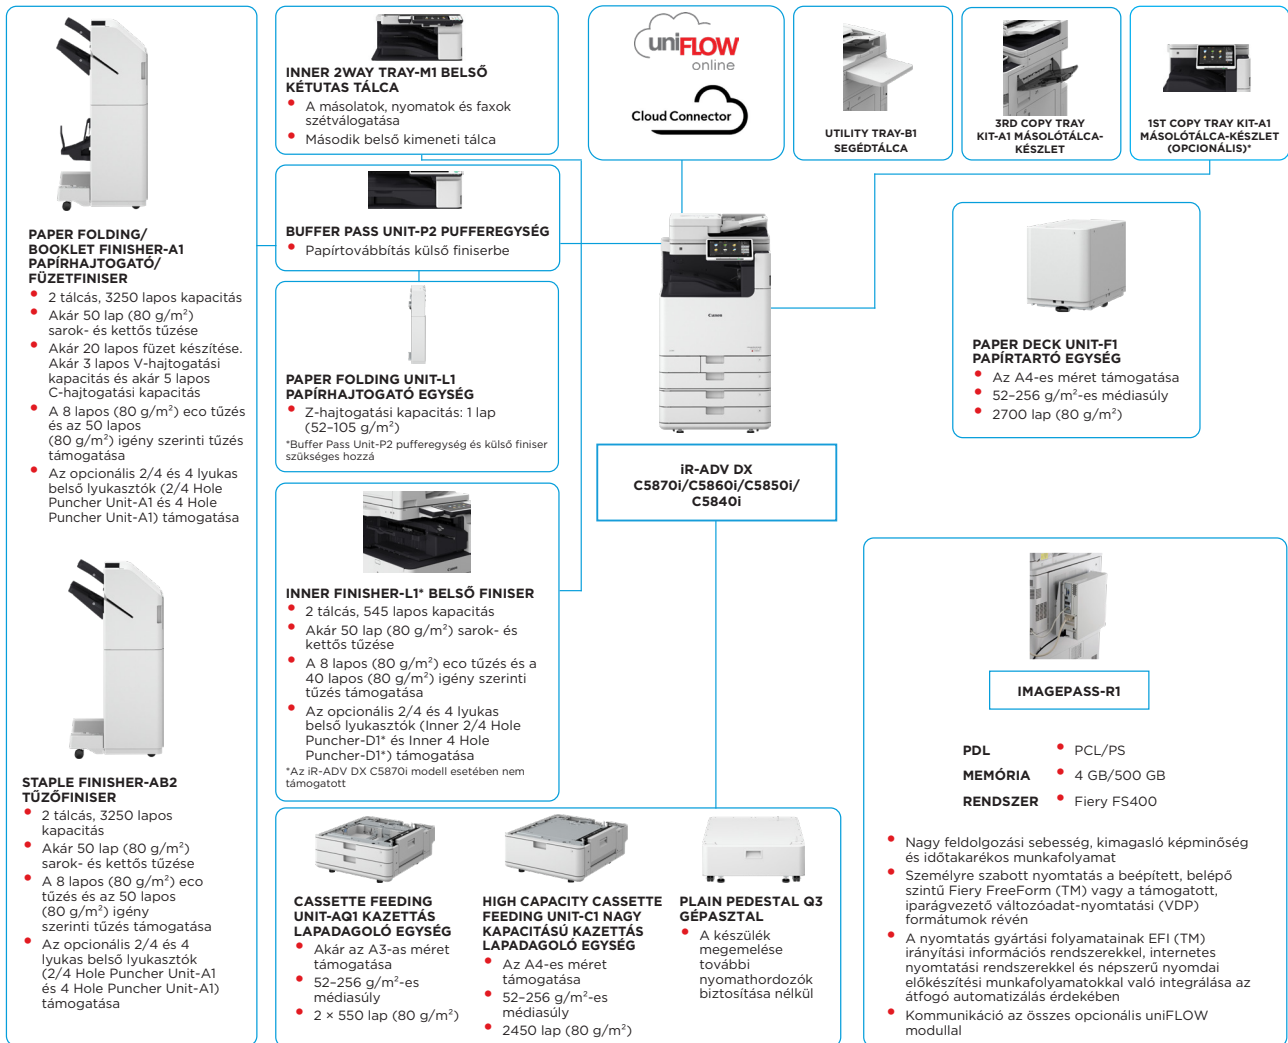 PAPER FOLDING/
BOOKLET FINISHER-A1
PAPÍRHAJTOGATÓ/
FÜZETFINISER
• 2 tálcás, 3250 lapos kapacitás
• Akár 50 lap (80 g/m²)
sarok- és kettős tűzése
• Akár 20 lapos füzet készítése.
Akár 3 lapos V-hajtogatási
kapacitás és akár 5 lapos
C-hajtogatási kapacitás
• A 8 lapos (80 g/m²) eco tűzés
és az 50 lapos
(80 g/m²) igény szerinti tűzés
támogatása
• Az opcionális 2/4 és 4 lyukas
belső lyukasztók (2/4 Hole
Puncher Unit-A1 és 4 Hole
Puncher Unit-A1) támogatása
STAPLE FINISHER-AB2
TŰZŐFINISER
• 2 tálcás, 3250 lapos
kapacitás
• Akár 50 lap (80 g/m²)
sarok- és kettős tűzése
• A 8 lapos (80 g/m²) eco
tűzés és az 50 lapos
(80 g/m²) igény
szerinti tűzés támogatása
• Az opcionális 2/4 és 4
lyukas belső lyukasztók
(2/4 Hole Puncher Unit-A1
és 4 Hole Puncher Unit-A1)
támogatása
INNER 2WAY TRAY-M1 BELSŐ
KÉTUTAS TÁLCA
• A másolatok, nyomatok és faxok
szétválogatása
• Második belső kimeneti tálca
BUFFER PASS UNIT-P2 PUFFEREGYSÉG
• Papírtovábbítás külső finiserbe
PAPER FOLDING UNIT-L1
PAPÍRHAJTOGATÓ EGYSÉG
• Z-hajtogatási kapacitás: 1 lap
(52–105 g/m²)
*Buffer Pass Unit-P2 pufferegység és külső finiser
szükséges hozzá
INNER FINISHER-L1* BELSŐ FINISER
• 2 tálcás, 545 lapos kapacitás
• Akár 50 lap (80 g/m²) sarok- és
kettős tűzése
• A 8 lapos (80 g/m²) eco tűzés és a
40 lapos (80 g/m²) igény szerinti
tűzés támogatása
• Az opcionális 2/4 és 4 lyukas
belső lyukasztók (Inner 2/4 Hole
Puncher-D1* és Inner 4 Hole
Puncher-D1*) támogatása
*Az iR-ADV DX C5870i modell esetében nem
támogatott
uniFLOW
online
Cloud Connector
UTILITY TRAY-B1
SEGÉDTÁLCA
3RD COPY TRAY
KIT-A1 MÁSOLÓTÁLCA-
KÉSZLET
1ST COPY TRAY KIT-A1
MÁSOLÓTÁLCA-KÉSZLET
(OPCIONÁLIS)*
Canon
iR-ADV DX
C5870i/C5860i/C5850i/
C5840i
PAPER DECK UNIT-F1
PAPÍRTARTÓ EGYSÉG
• Az A4-es méret támogatása
• 52–256 g/m²-es médiasúly
• 2700 lap (80 g/m²)
CASSETTE FEEDING
UNIT-AQ1 KAZETTÁS
LAPADAGOLÓ EGYSÉG
• Akár az A3-as méret
támogatása
• 52–256 g/m²-es
médiasúly
• 2 × 550 lap (80 g/m²)
HIGH CAPACITY CASSETTE
FEEDING UNIT-C1 NAGY
KAPACITÁSÚ KAZETTÁS
LAPADAGOLÓ EGYSÉG
• Az A4-es méret
támogatása
• 52–256 g/m²-es
médiasúly
• 2450 lap (80 g/m²)
PLAIN PEDESTAL Q3
GÉPASZTAL
• A készülék
megemelése
további
nyomathordozók
biztosítása nélkül
IMAGEPASS-R1
PDL • PCL/PS
MEMÓRIA • 4 GB/500 GB
RENDSZER • Fiery FS400
• Nagy feldolgozási sebesség, kimagasló képminőség
és időtakarékos munkafolyamat
• Személyre szabott nyomtatás a beépített, belépő
szintű Fiery FreeForm (TM) vagy a támogatott,
iparágvezető változóadat-nyomtatási (VDP)
formátumok révén
• A nyomtatás gyártási folyamatainak EFI (TM)
irányítási információs rendszerekkel, internetes
nyomtatási rendszerekkel és népszerű nyomdai
előkészítési munkafolyamatokkal való integrálása az
átfogó automatizálás érdekében
• Kommunikáció az összes opcionális uniFLOW
modullal